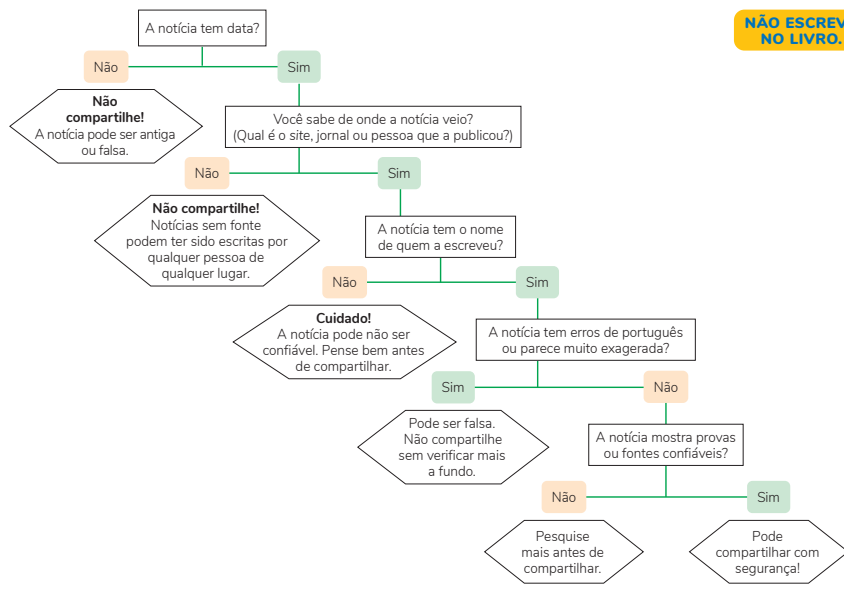 A notícia tem data?
NÃO ESCREV
NO LIVRO.
Não
Sim
Não
compartilhe!
A notícia pode ser antiga
ou falsa.
Você sabe de onde a notícia veio?
(Qual é o site, jornal ou pessoa que a publicou?)
Não
Sim
Não compartilhe!
Notícias sem fonte
podem ter sido escritas por
qualquer pessoa de
qualquer lugar.
A notícia tem o nome
de quem a escreveu?
Não
Sim
Cuidado!
A notícia pode não ser
confiável. Pense bem antes
de compartilhar.
A notícia tem erros de português
ou parece muito exagerada?
Sim
Não
Pode ser falsa.
Não compartilhe
sem verificar mais
a fundo.
A notícia mostra provas
ou fontes confiáveis?
Não
Sim
Pesquise
mais antes de
compartilhar.
Pode
compartilhar com
segurança!